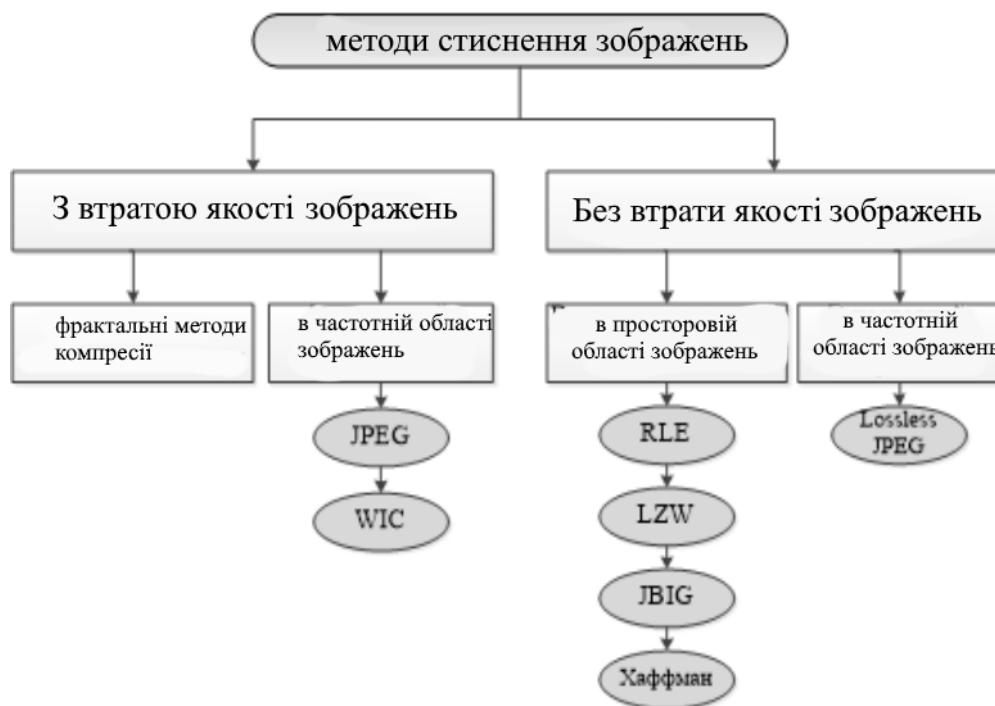 методи стиснення зображень
З втратою якості зображень
Без втрати якості зображень
фрактальні методи
компресії
в частотній області
зображень
в просторовій
області зображень
в частотній
області зображень
JPEG
WIC
RLE
LZW
JBIG
Хаффман
Lossless
JPEG